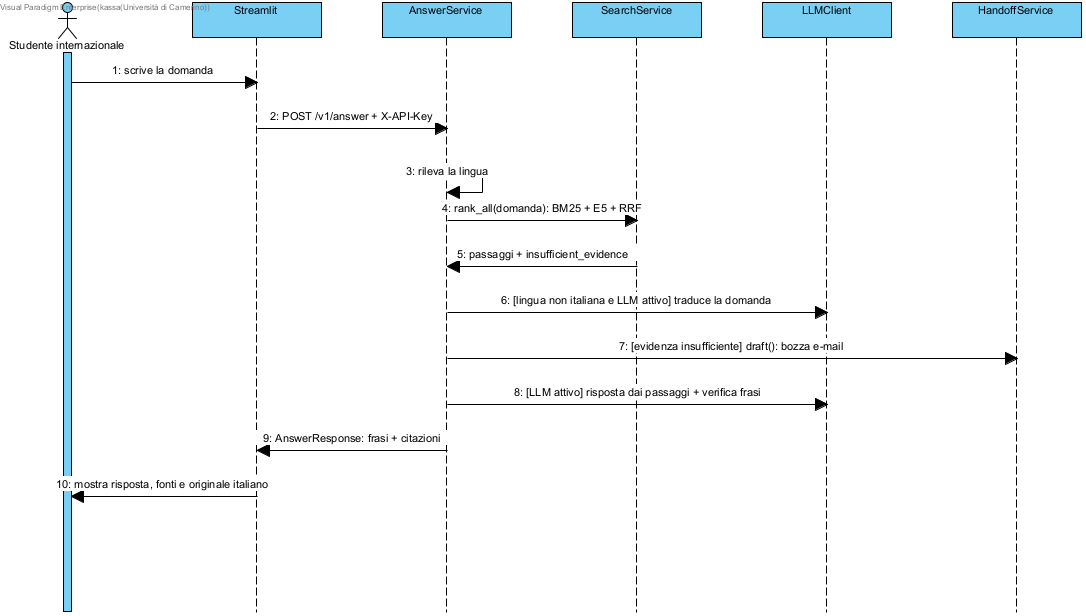 Visual Paradigm Enterprise(kassa(Università di Camerino))
Streamlit
AnswerService
SearchService
LLMClient
HandoffService
Studente internazionale
1: scrive la domanda
2: POST /v1/answer + X-API-Key
3: rileva la lingua
4: rank_all(domanda): BM25 + E5 + RRF
5: passaggi + insufficient_evidence
6: [lingua non italiana e LLM attivo] traduce la domanda
7: [evidenza insufficiente] draft(): bozza e-mail
8: [LLM attivo] risposta dai passaggi + verifica frasi
9: AnswerResponse: frasi + citazioni
10: mostra risposta, fonti e originale italiano